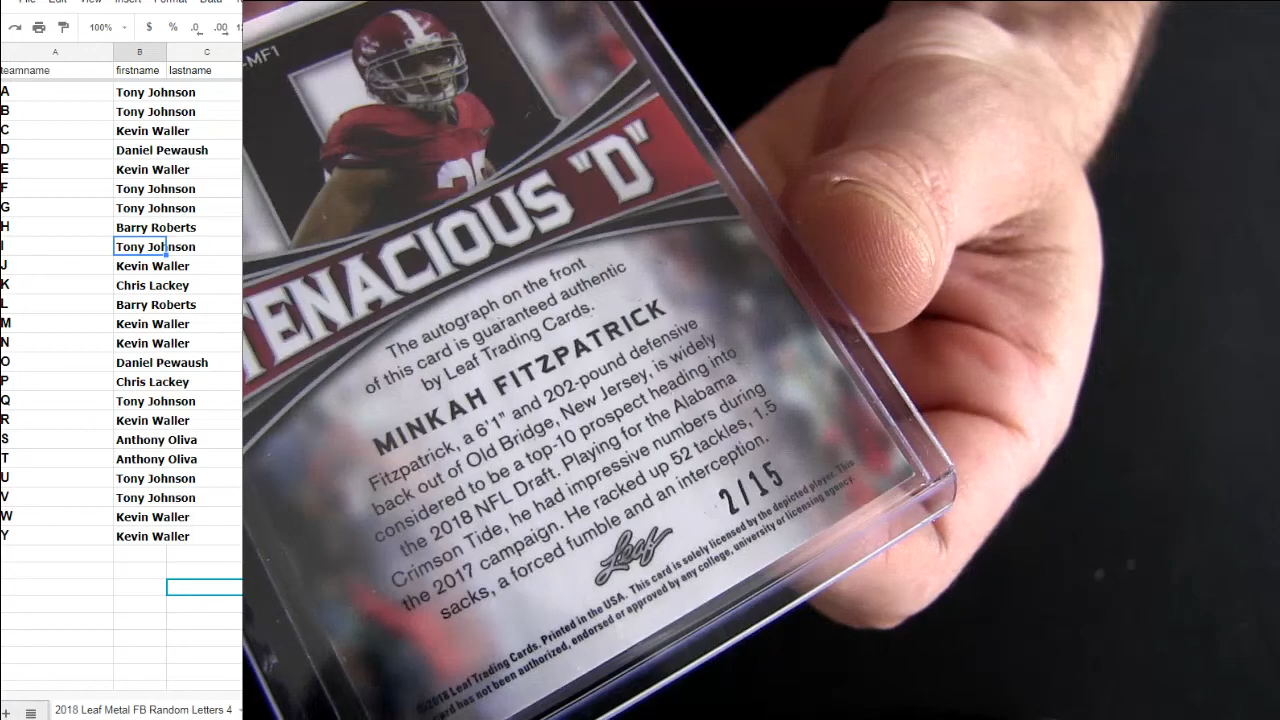 100%
$
%
.0
.00
A
B
C
teamname
firstname
lastname
A Tony Johnson
B Tony Johnson
C Kevin Waller
D Daniel Pewaush
E Kevin Waller
F Tony Johnson
G Tony Johnson
H Barry Roberts
I Tony Johnson
J Kevin Waller
K Chris Lackey
L Barry Roberts
M Kevin Waller
N Kevin Waller
O Daniel Pewaush
P Chris Lackey
Q Tony Johnson
R Kevin Waller
S Anthony Oliva
T Anthony Oliva
U Tony Johnson
V Tony Johnson
W Kevin Waller
Y Kevin Waller
2018 Leaf Metal FB Random Letters 4
-MF1
TENACIOUS "D"
The autograph on the front
of this card is guaranteed authentic
by Leaf Trading Cards.
MINKAH FITZPATRICK
Fitzpatrick, a 6'1" and 202-pound defensive
back out of Old Bridge, New Jersey, is widely
considered to be a top-10 prospect heading into
the 2018 NFL Draft. Playing for the Alabama
Crimson Tide, he had impressive numbers during
the 2017 campaign. He racked up 52 tackles, 1.5
sacks, a forced fumble and an interception.
2/15
Leaf
©2018 Leaf Trading Cards. Printed in the USA. This card is solely licensed by the depicted player. This
card has not been authorized, endorsed or approved by any college, university or licensing agency.